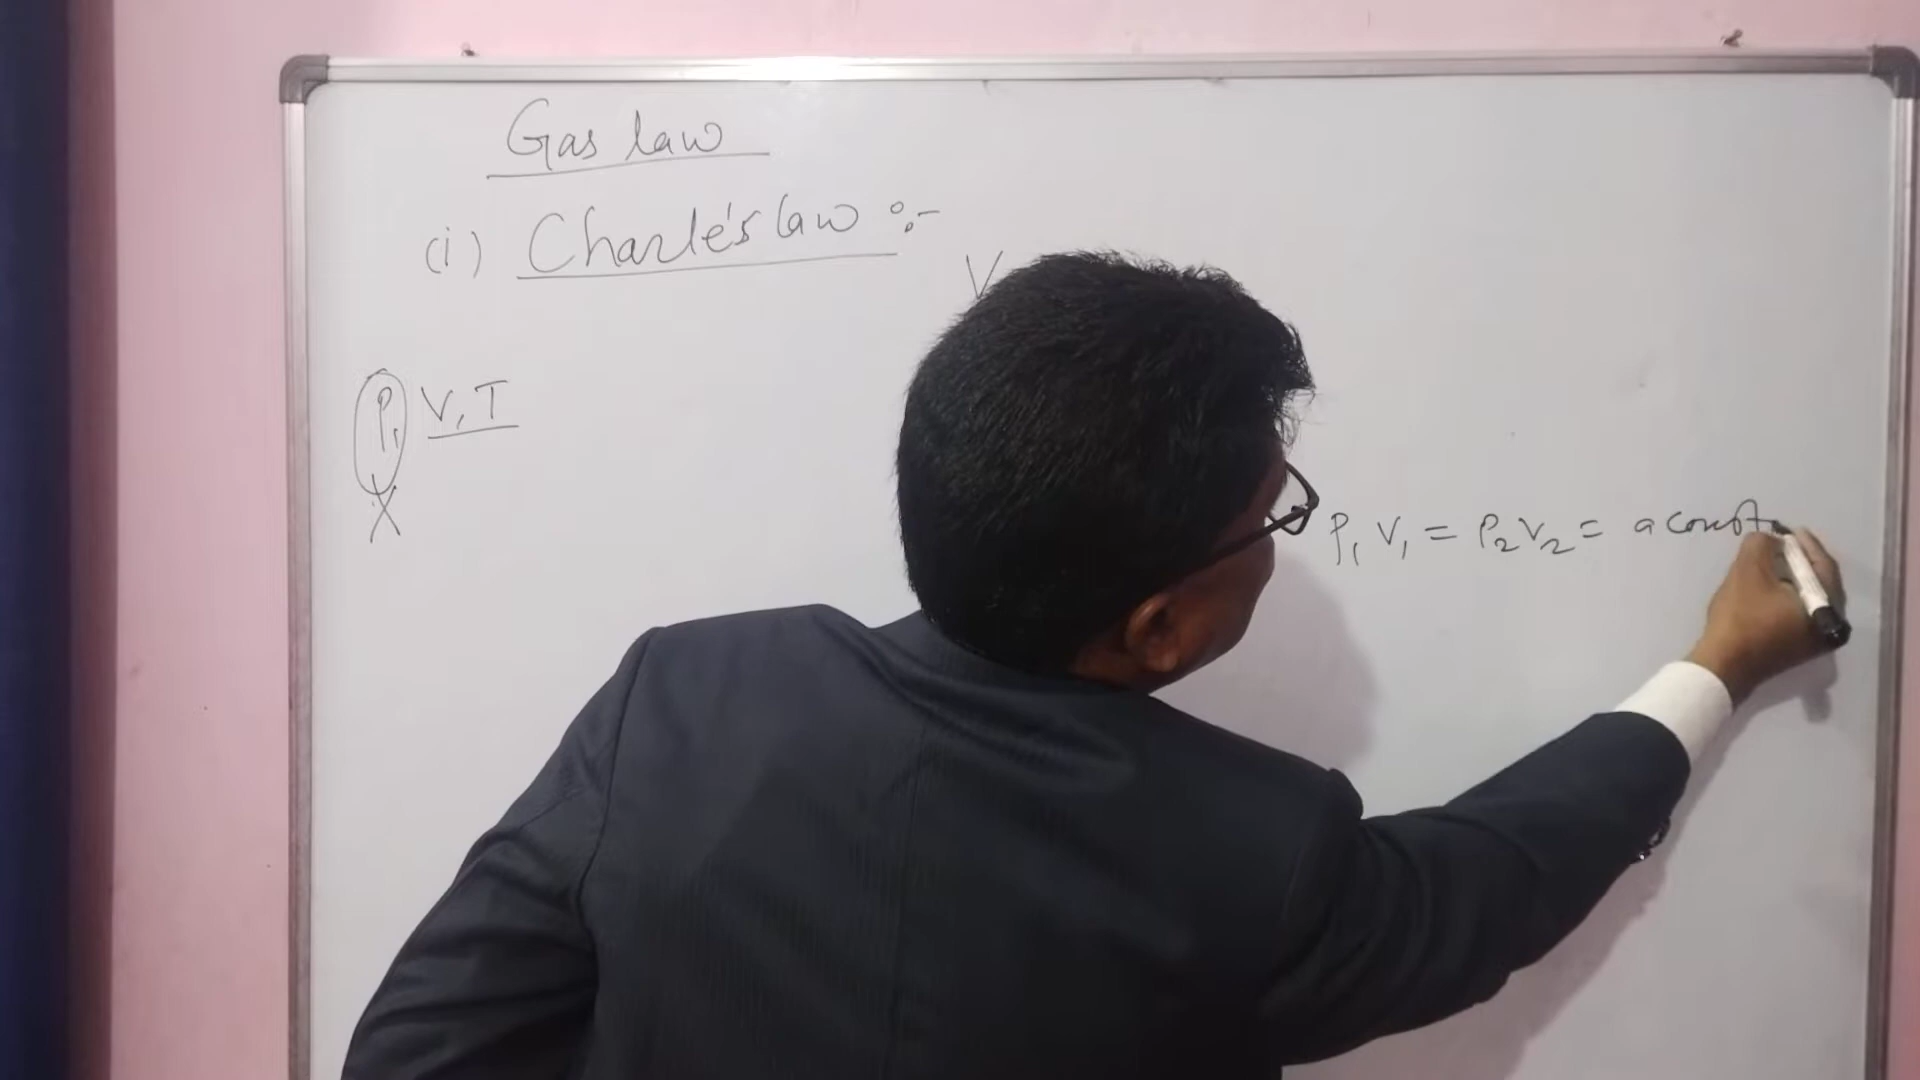 Gas law
(i) Charle's law :-
V
P, V, T
X
P₁ V₁ = P₂ V₂ = a const